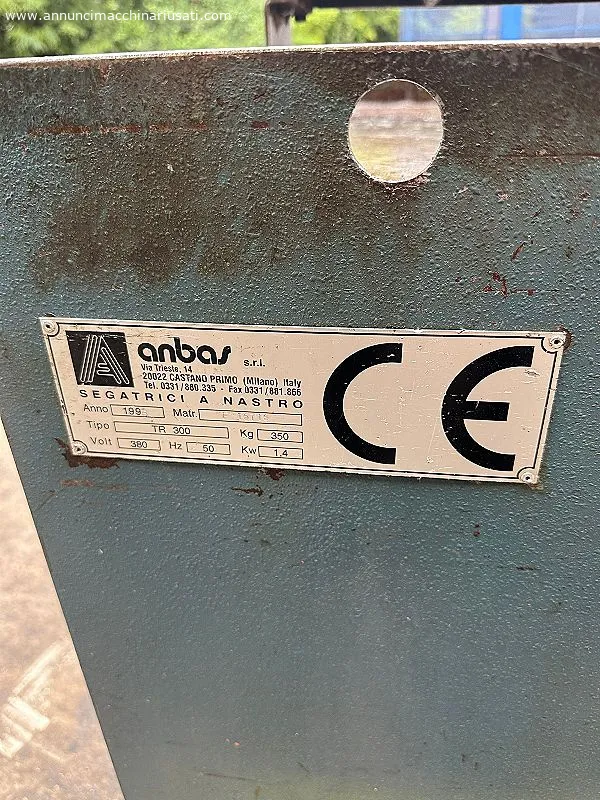 www.annuncimacchinariusati.com
anbas s.r.l.
Via Trieste, 14
20022 CASTANO PRIMO (Milano) Italy
Tel. 0331/880.335 - Fax 0331/881.866
SEGATRICI A NASTRO
Anno 1995 Matr.
Tipo TR 300 Kg 350
Volt 380 Hz 50 Kw 1,4
CE